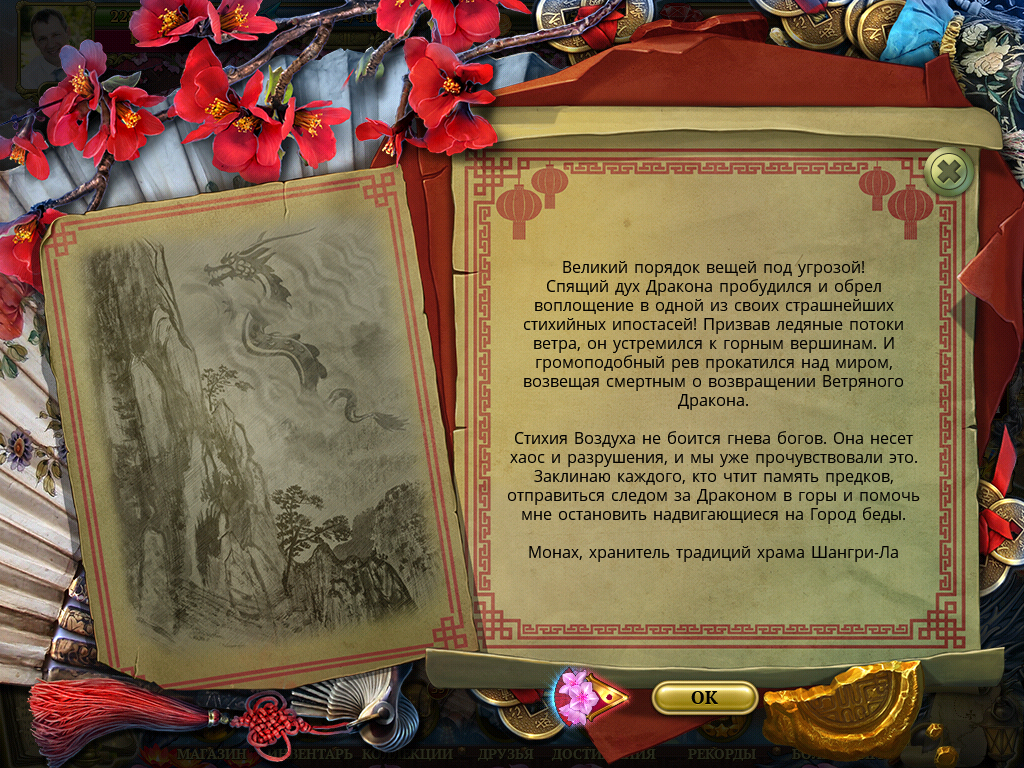 Великий порядок вещей под угрозой!
Спящий дух Дракона пробудился и обрел
воплощение в одной из своих страшнейших
стихийных ипостасей! Призвав ледяные потоки
ветра, он устремился к горным вершинам. И
громоподобный рев прокатился над миром,
возвещая смертным о возвращении Ветряного
Дракона.
Стихия Воздуха не боится гнева богов. Она несет
хаос и разрушения, и мы уже прочувствовали это.
Заклинаю каждого, кто чтит память предков,
отправиться следом за Драконом в горы и помочь
мне остановить надвигающиеся на Город беды.
Монах, хранитель традиций храма Шангри-Ла
OK
МАГАЗИН ДРУЗЬЯ РЕКОРДЫ